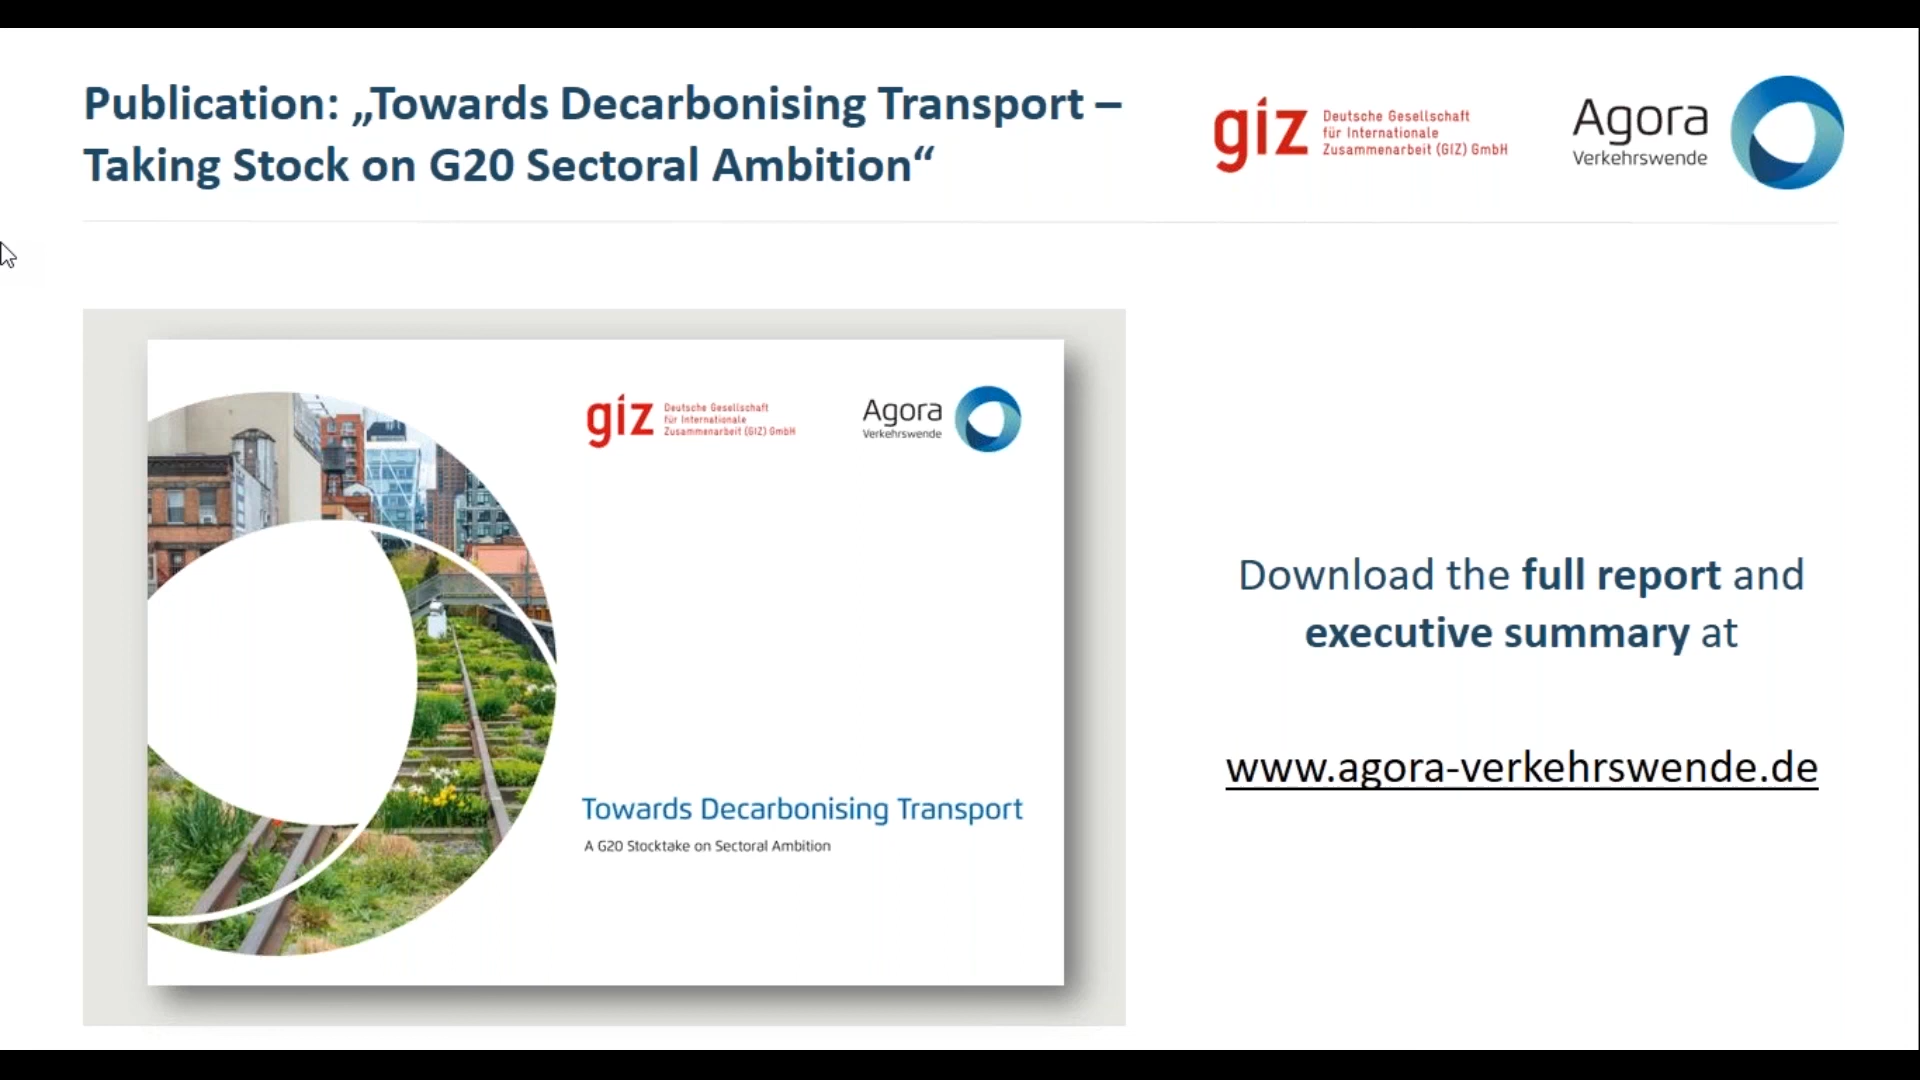 Publication: „Towards Decarbonising Transport –
Taking Stock on G20 Sectoral Ambition“
giz
Deutsche Gesellschaft
für Internationale
Zusammenarbeit (GIZ) GmbH
Agora
Verkehrswende
giz
Deutsche Gesellschaft
für Internationale
Zusammenarbeit (GIZ) GmbH
Agora
Verkehrswende
Towards Decarbonising Transport
A G20 Stocktake on Sectoral Ambition
Download the full report and
executive summary at
www.agora-verkehrswende.de